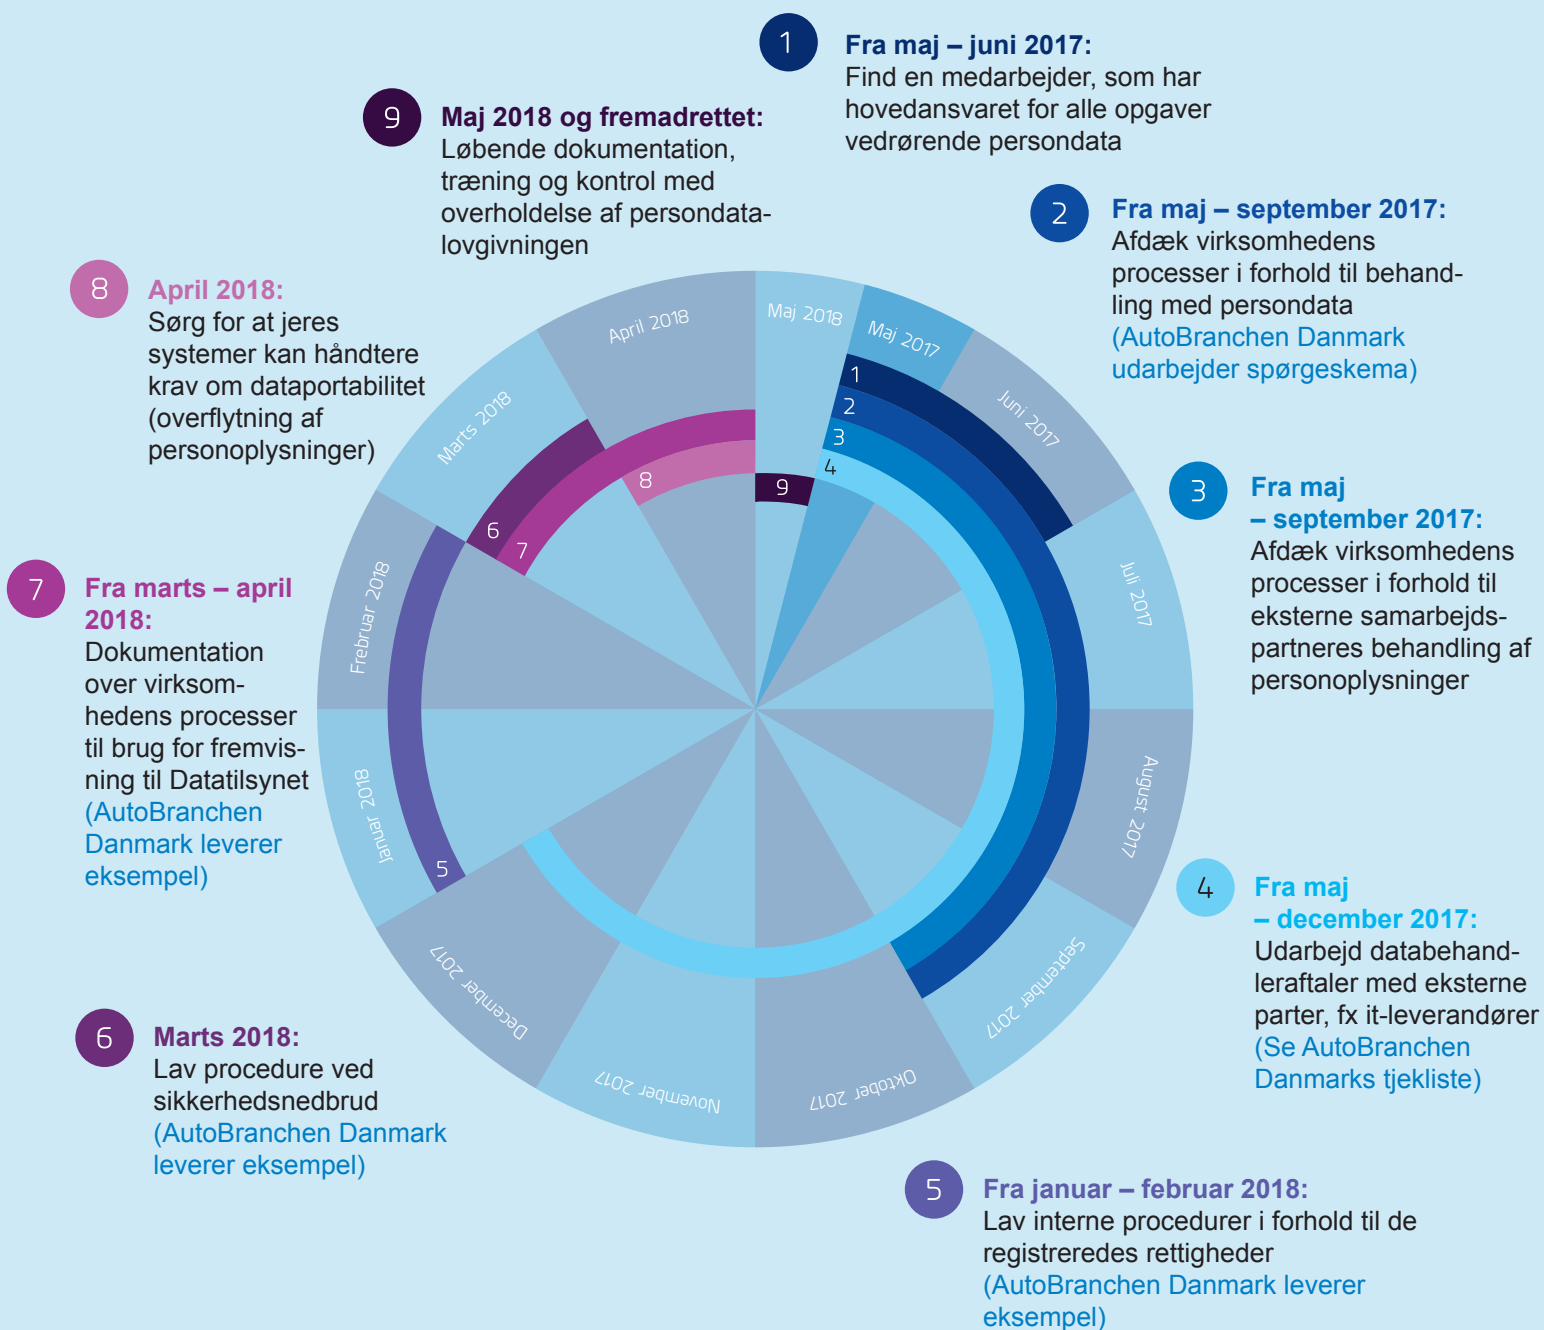 1
Fra maj – juni 2017:
Find en medarbejder, som har
hovedansvaret for alle opgaver
vedrørende persondata
2
Fra maj – september 2017:
Afdæk virksomhedens
processer i forhold til behand-
ling med persondata
(AutoBranchen Danmark
udarbejder spørgeskema)
3
Fra maj
– september 2017:
Afdæk virksomhedens
processer i forhold til
eksterne samarbejds-
partneres behandling af
personoplysninger
4
Fra maj
– december 2017:
Udarbejd databehand-
leraftaler med eksterne
parter, fx it-leverandører
(Se AutoBranchen
Danmarks tjekliste)
5
Fra januar – februar 2018:
Lav interne procedurer i forhold til de
registreredes rettigheder
(AutoBranchen Danmark leverer
eksempel)
6
Marts 2018:
Lav procedure ved
sikkerhedsnedbrud
(AutoBranchen Danmark
leverer eksempel)
7
Fra marts – april
2018:
Dokumentation
over virksom-
hedens processer
til brug for fremvis-
ning til Datatilsynet
(AutoBranchen
Danmark leverer
eksempel)
8
April 2018:
Sørg for at jeres
systemer kan håndtere
krav om dataportabilitet
(overflytning af
personoplysninger)
9
Maj 2018 og fremadrettet:
Løbende dokumentation,
træning og kontrol med
overholdelse af persondata-
lovgivningen
Maj 2018
Maj 2017
Juni 2017
Juli 2017
August 2017
September 2017
Oktober 2017
November 2017
December 2017
Januar 2018
Frebruar 2018
Marts 2018
April 2018
1
2
3
4
5
6
7
8
9